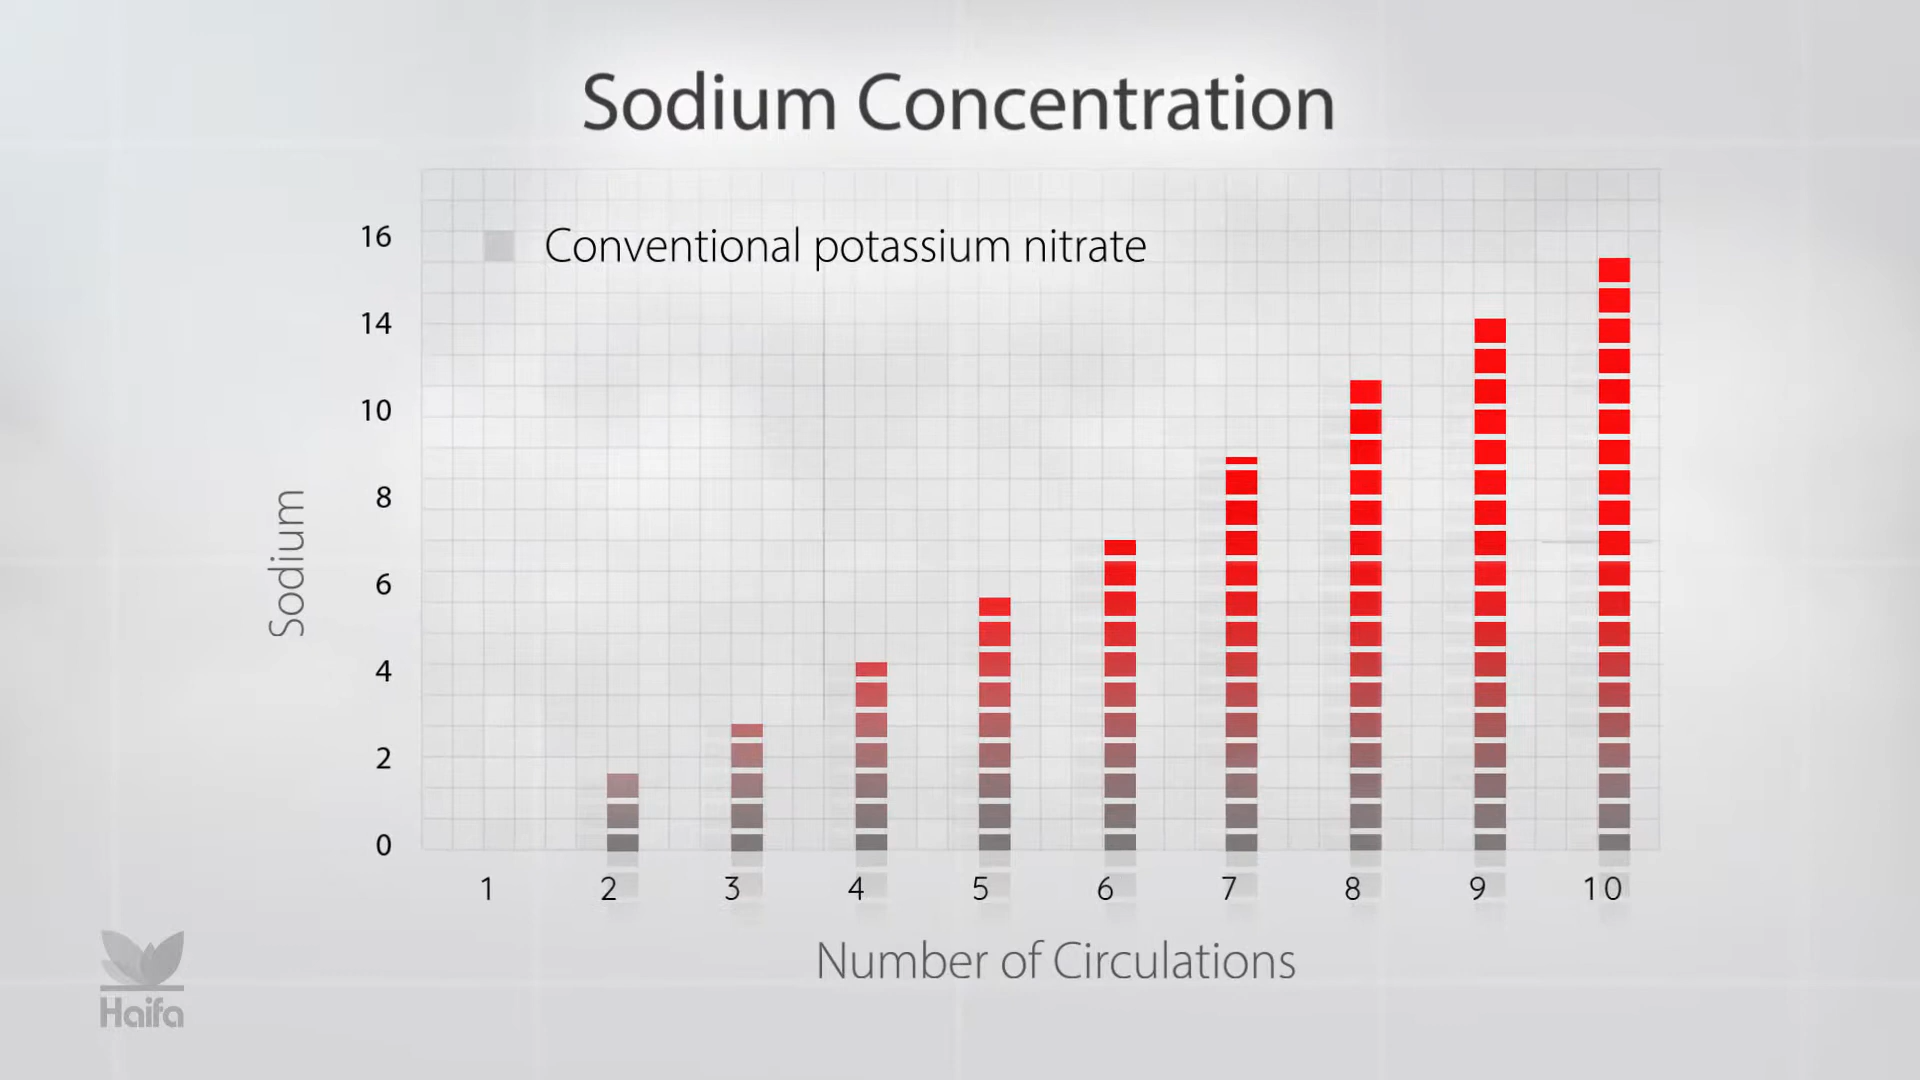 Sodium Concentration
Conventional potassium nitrate
16
14
10
8
6
4
2
0
Sodium
1 2 3 4 5 6 7 8 9 10
Number of Circulations
Haifa